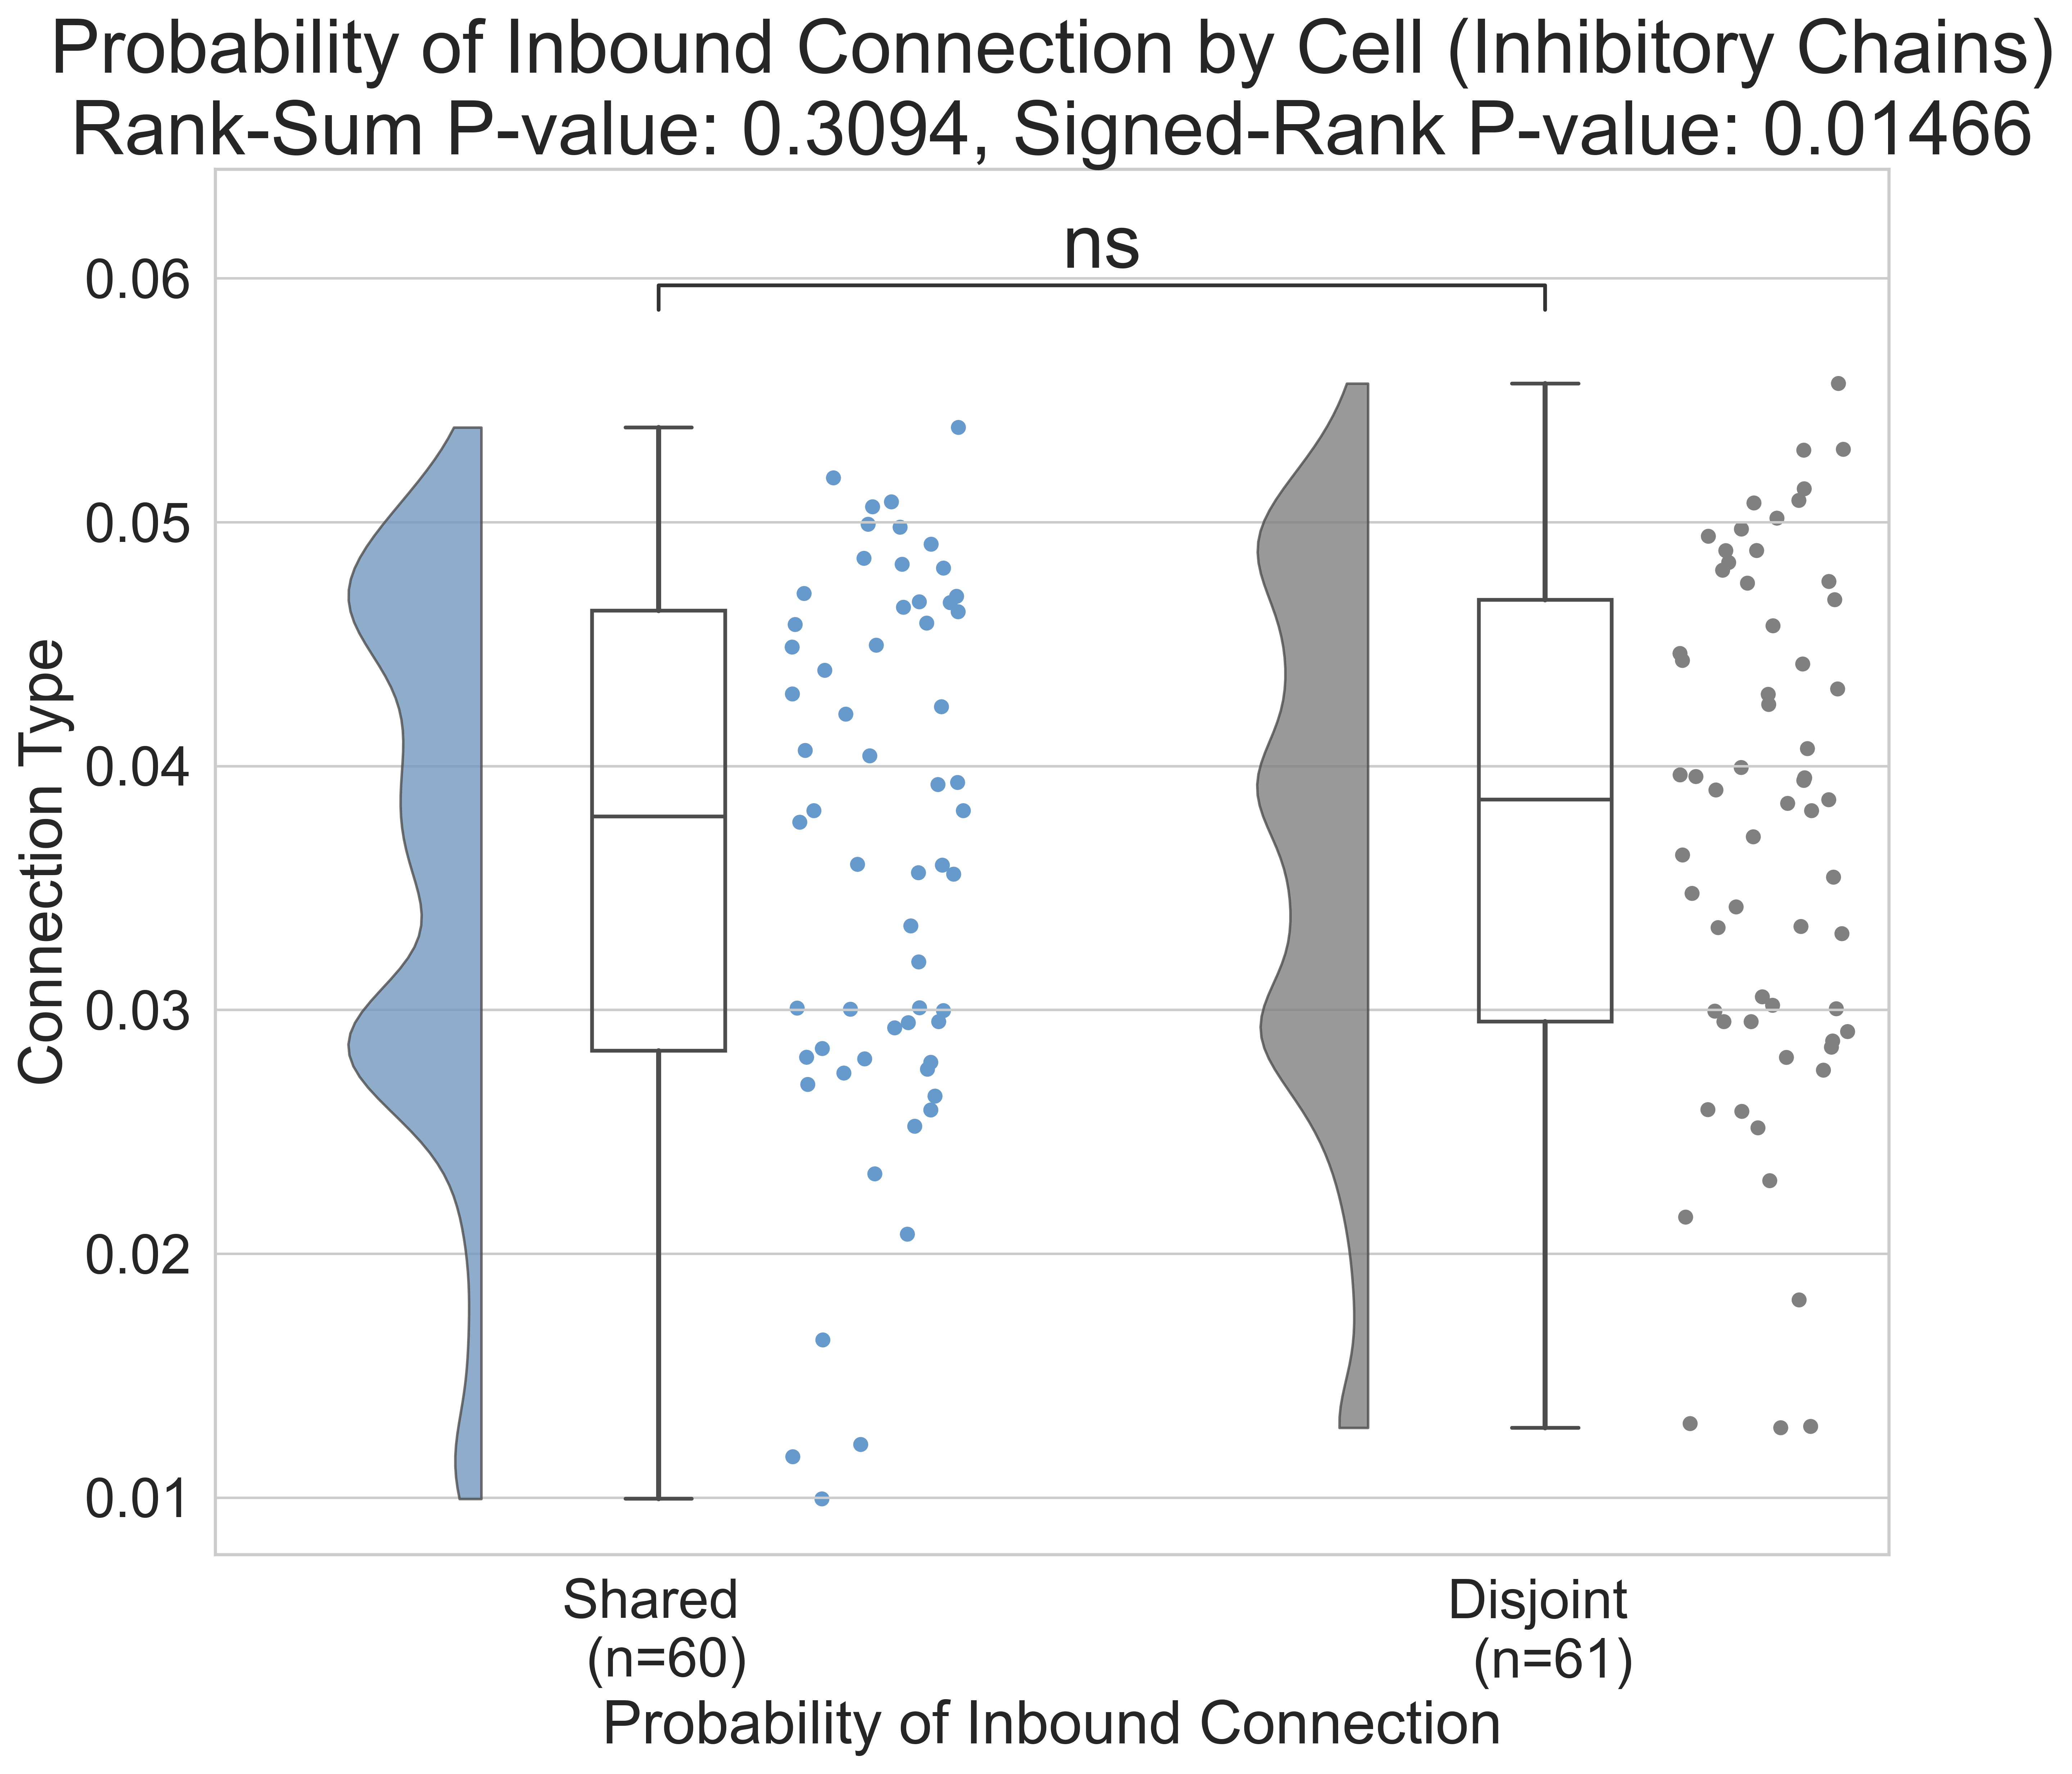 Probability of Inbound Connection by Cell (Inhibitory Chains)
Rank-Sum P-value: 0.3094, Signed-Rank P-value: 0.01466
ns
0.06
0.05
0.04
0.03
0.02
0.01
Connection Type
Shared
(n=60)
Disjoint
(n=61)
Probability of Inbound Connection